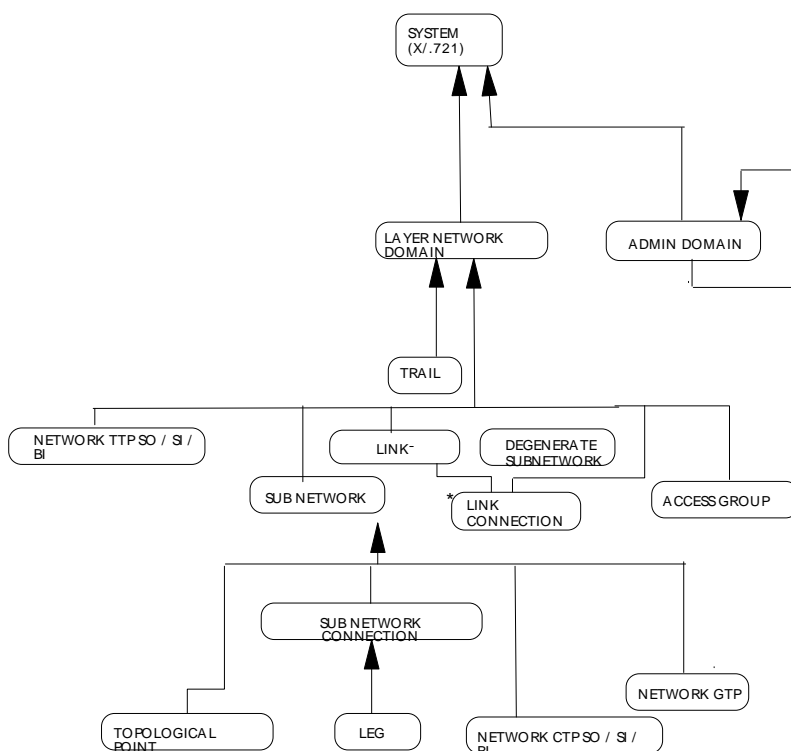 SYSTEM
(X/.721)
LAYER NETWORK
DOMAIN
ADMIN DOMAIN
TRAIL
NETWORK TTP SO / SI /
BI
LINK-
DEGENERATE
SUBNETWORK
SUB NETWORK
*
LINK
CONNECTION
ACCESS GROUP
SUB NETWORK
CONNECTION
NETWORK GTP
TOPOLOGICAL
POINT
LEG
NETWORK CTP SO / SI /
BI